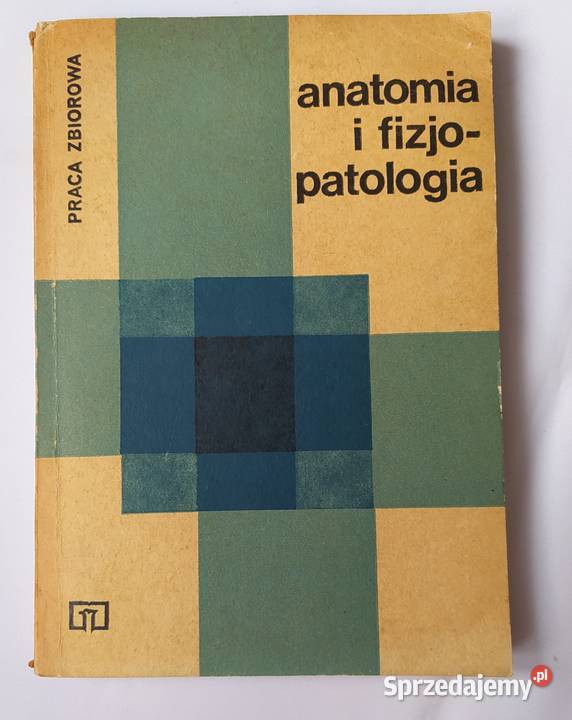 PRACA ZBIOROWA
anatomia
i fizjo-
patologia
Sprzedajemy.pl